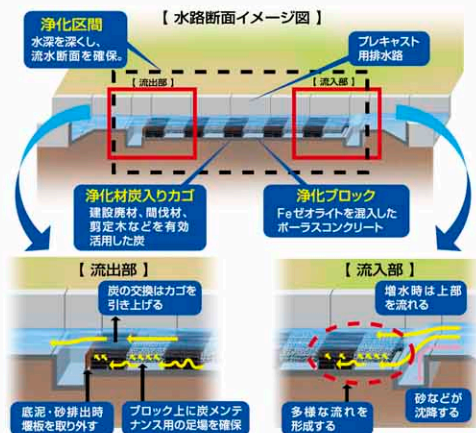 【 水路断面イメージ図 】
浄化区間
水深を深くし、
流水断面を確保。
プレキャスト
用排水路
【 流出部 】
【 流入部 】
浄化材炭入りカゴ
建設廃材、間伐材、
剪定木などを有効
活用した炭
浄化ブロック
Feゼオライトを混入した
ポーラスコンクリート
【 流出部 】
炭の交換はカゴを
引き上げる
底泥・砂排出時
堰板を取り外す
ブロック上に炭メンテ
ナンス用の足場を確保
【 流入部 】
増水時は上部
を流れる
多様な流れを
形成する
砂などが
沈降する